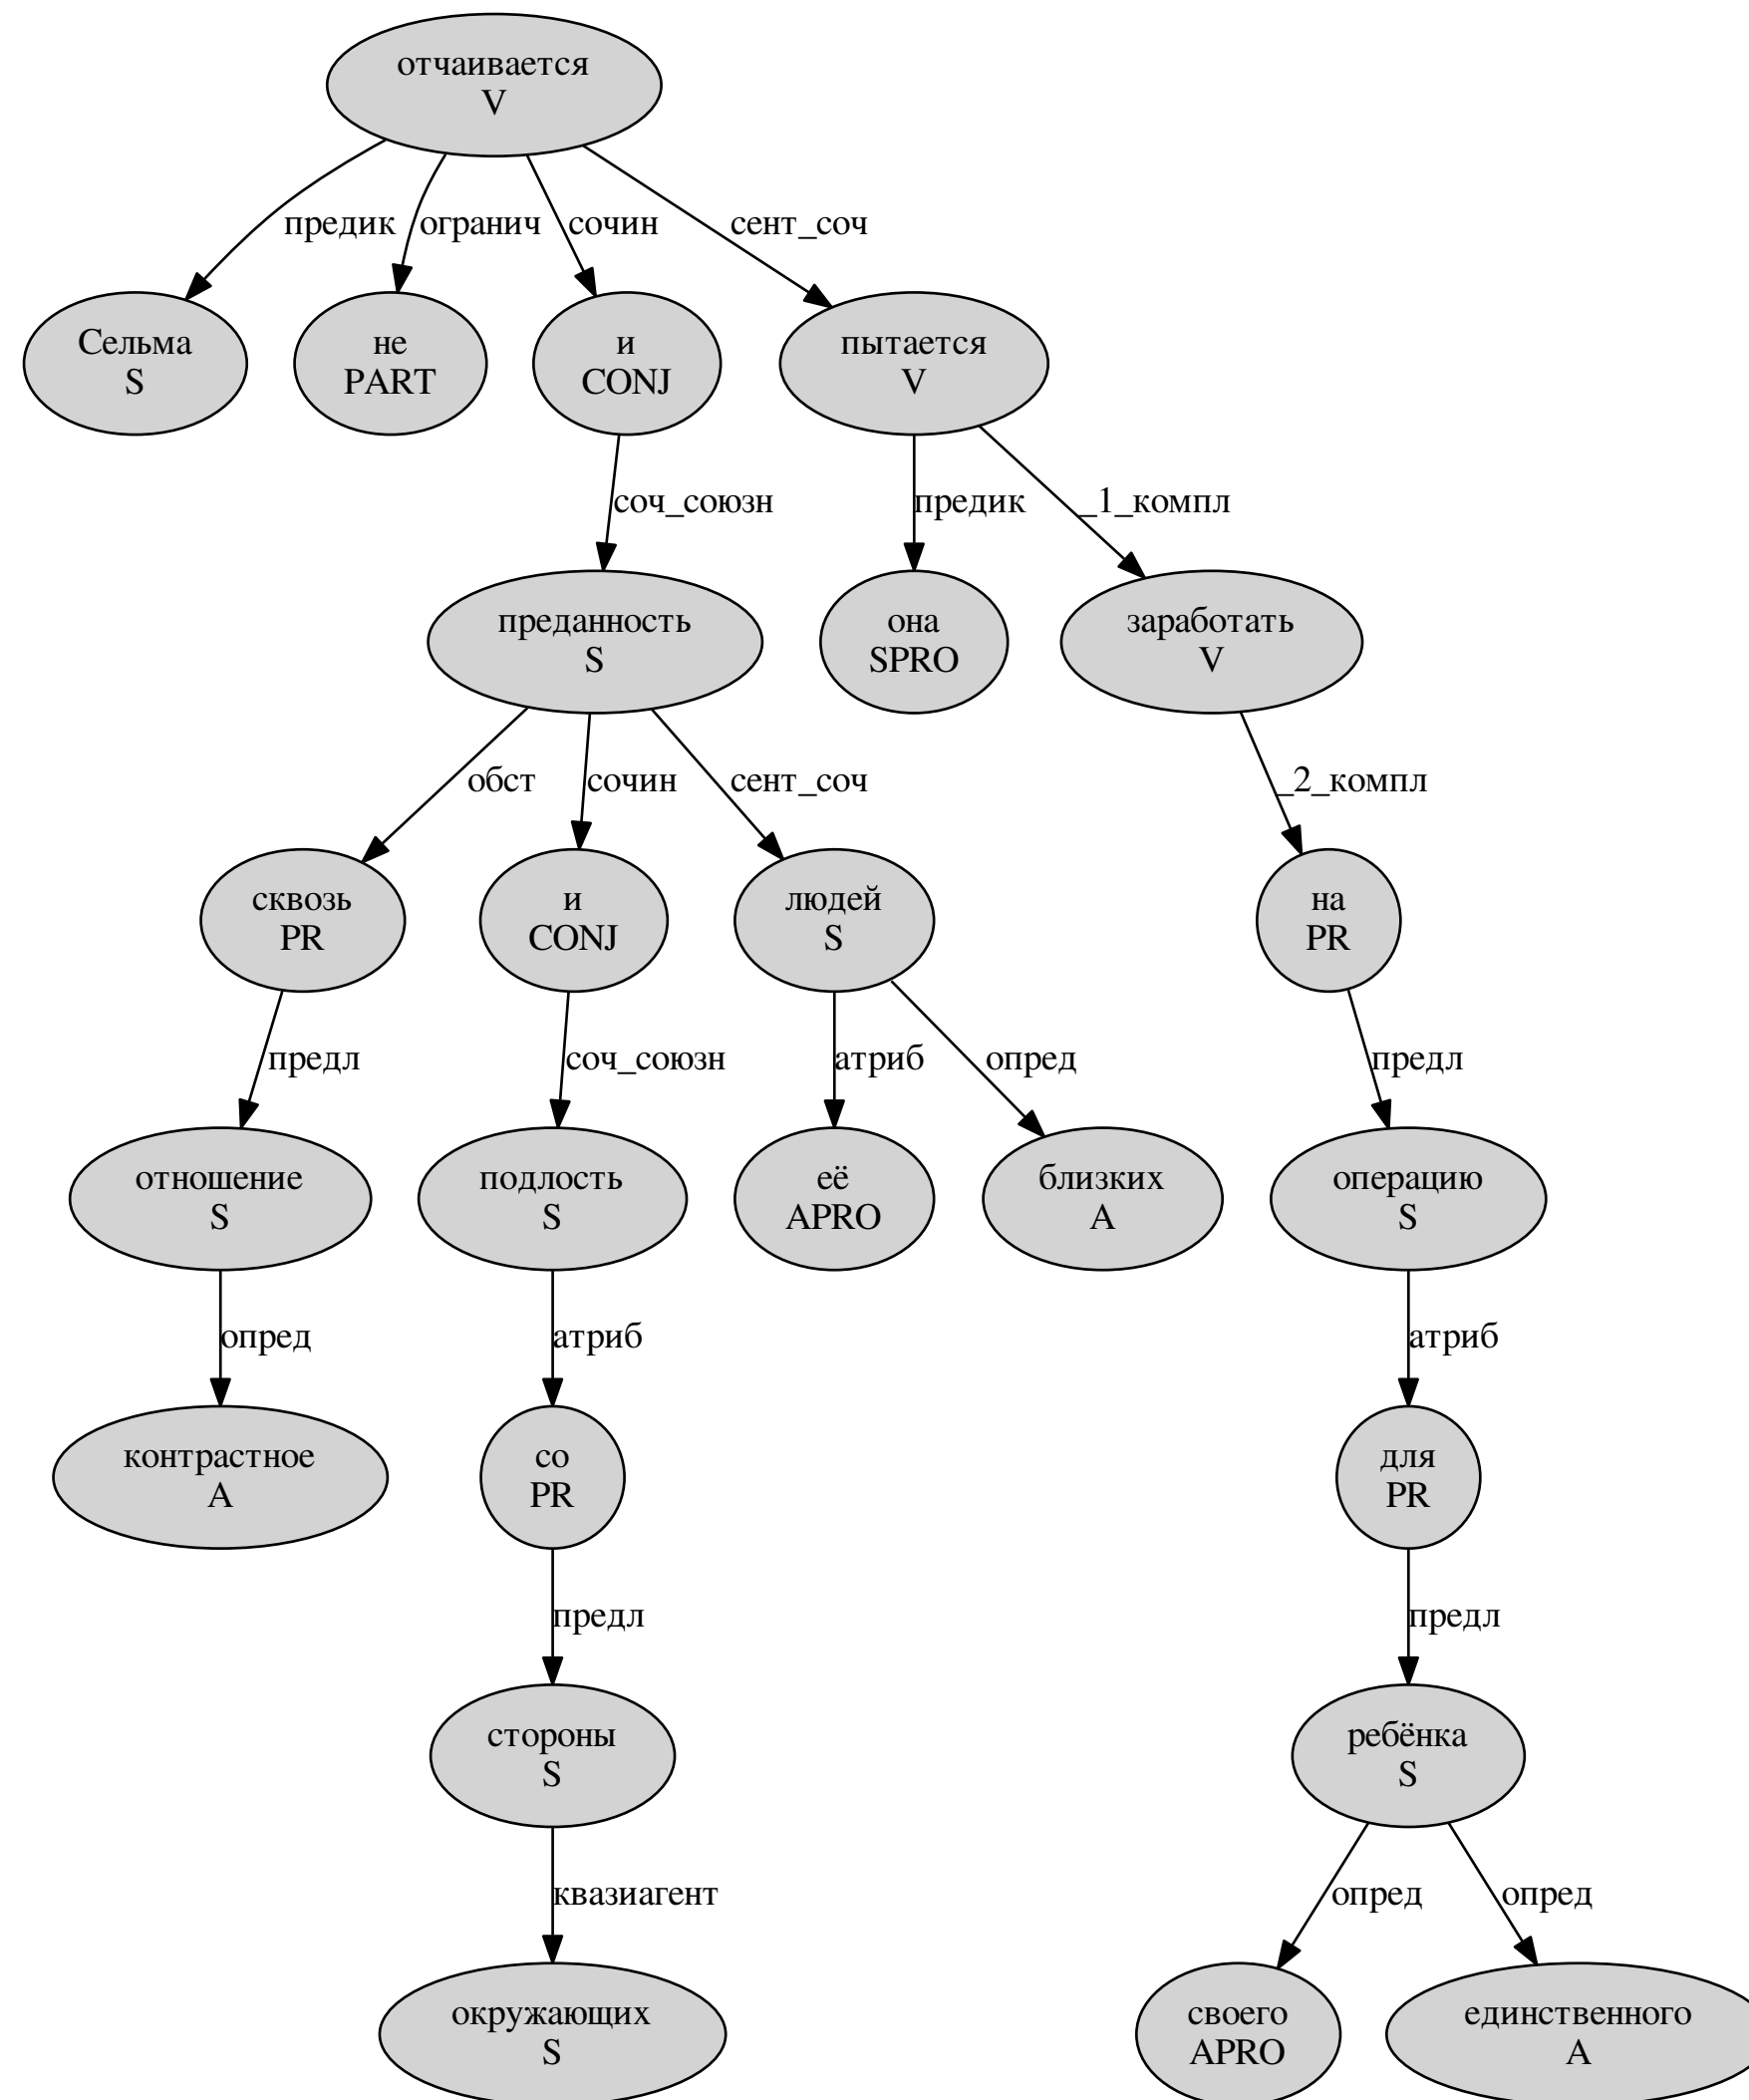 отчаивается
V
предик
огранич
сочин
сент_соч
Сельма
S
не
PART
и
CONJ
пытается
V
соч_союзн
предик
_1_компл
преданность
S
она
SPRO
заработать
V
обст
сочин
сент_соч
_2_компл
сквозь
PR
и
CONJ
людей
S
на
PR
предл
соч_союзн
атриб
опред
предл
отношение
S
подлость
S
её
APRO
близких
A
операцию
S
опред
атриб
атриб
контрастное
A
со
PR
для
PR
предл
предл
стороны
S
ребёнка
S
квазиагент
опред
опред
окружающих
S
своего
APRO
единственного
A